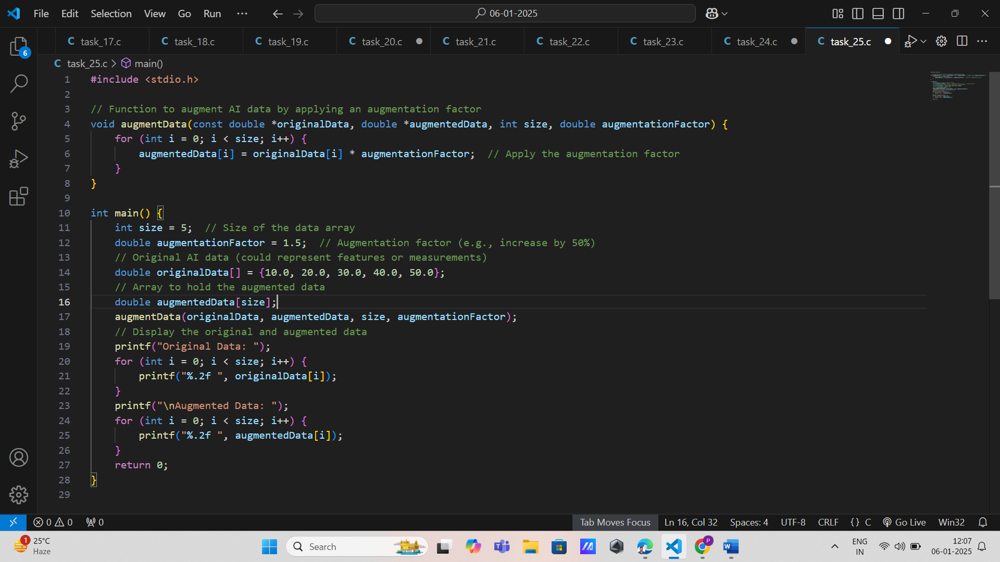 File Edit Selection View Go Run ··· 06-01-2025
C task_17.c C task_18.c C task_19.c C task_20.c C task_21.c C task_22.c C task_23.c C task_24.c C task_25.c
6
C task_25.c > main()
1 #include <stdio.h>
2
3 // Function to augment AI data by applying an augmentation factor
4 void augmentData(const double *originalData, double *augmentedData, int size, double augmentationFactor) {
5 for (int i = 0; i < size; i++) {
6 augmentedData[i] = originalData[i] * augmentationFactor;  // Apply the augmentation factor
7 }
8 }
9
10 int main() {
11 int size = 5;  // Size of the data array
12 double augmentationFactor = 1.5;  // Augmentation factor (e.g., increase by 50%)
13 // Original AI data (could represent features or measurements)
14 double originalData[] = {10.0, 20.0, 30.0, 40.0, 50.0};
15 // Array to hold the augmented data
16 double augmentedData[size];
17 augmentData(originalData, augmentedData, size, augmentationFactor);
18 // Display the original and augmented data
19 printf("Original Data: ");
20 for (int i = 0; i < size; i++) {
21 printf("%.2f ", originalData[i]);
22 }
23 printf("\nAugmented Data: ");
24 for (int i = 0; i < size; i++) {
25 printf("%.2f ", augmentedData[i]);
26 }
27 return 0;
28 }
29
0 0 0 Tab Moves Focus Ln 16, Col 32 Spaces: 4 UTF-8 CRLF {} C Go Live Win32
1 25°C Search P ENG 12:07
Haze IN 06-01-2025